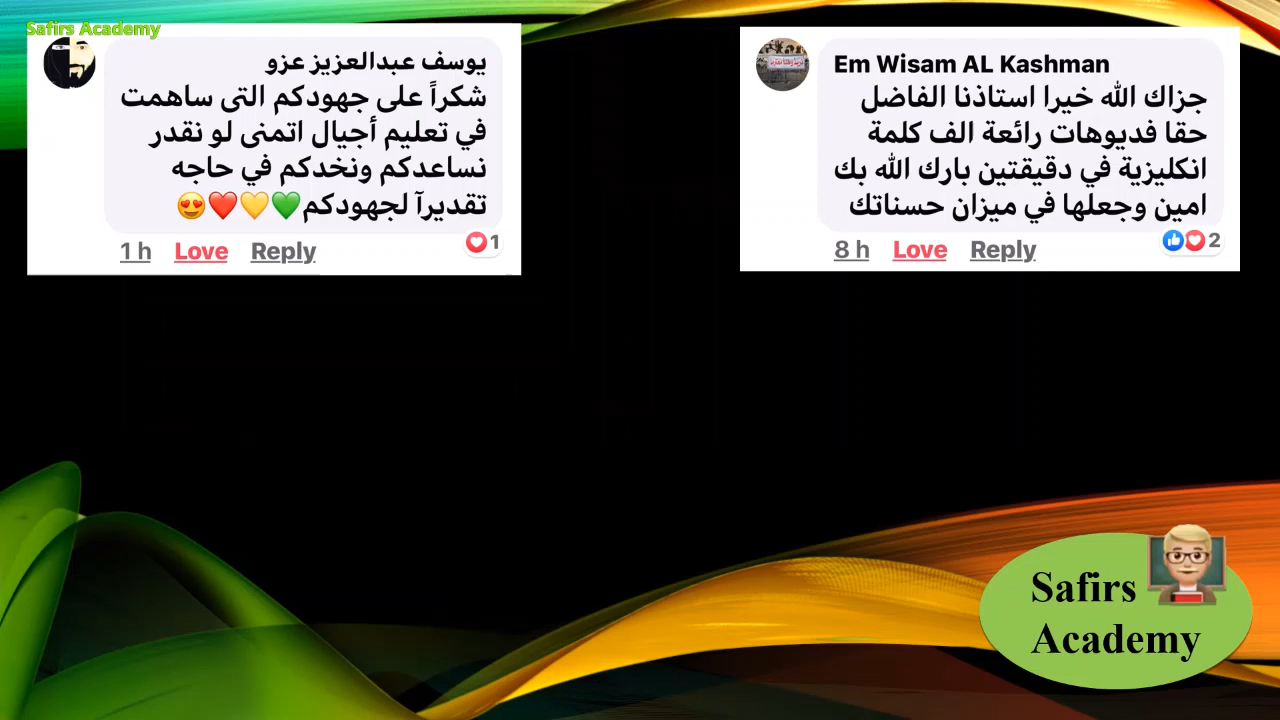 Safirs Academy
يوسف عبدالعزيز عزو
شكراً على جهودكم التى ساهمت
في تعليم أجيال اتمنى لو نقدر
نساعدكم ونخدكم في حاجه
تقديرآ لجهودكم💚💛❤️😍
1 h Love Reply
1
Em Wisam AL Kashman
جزاك الله خيرا استاذنا الفاضل
حقا فديوهات رائعة الف كلمة
انكليزية في دقيقتين بارك الله بك
امين وجعلها في ميزان حسناتك
8 h Love Reply
2
Safirs
Academy